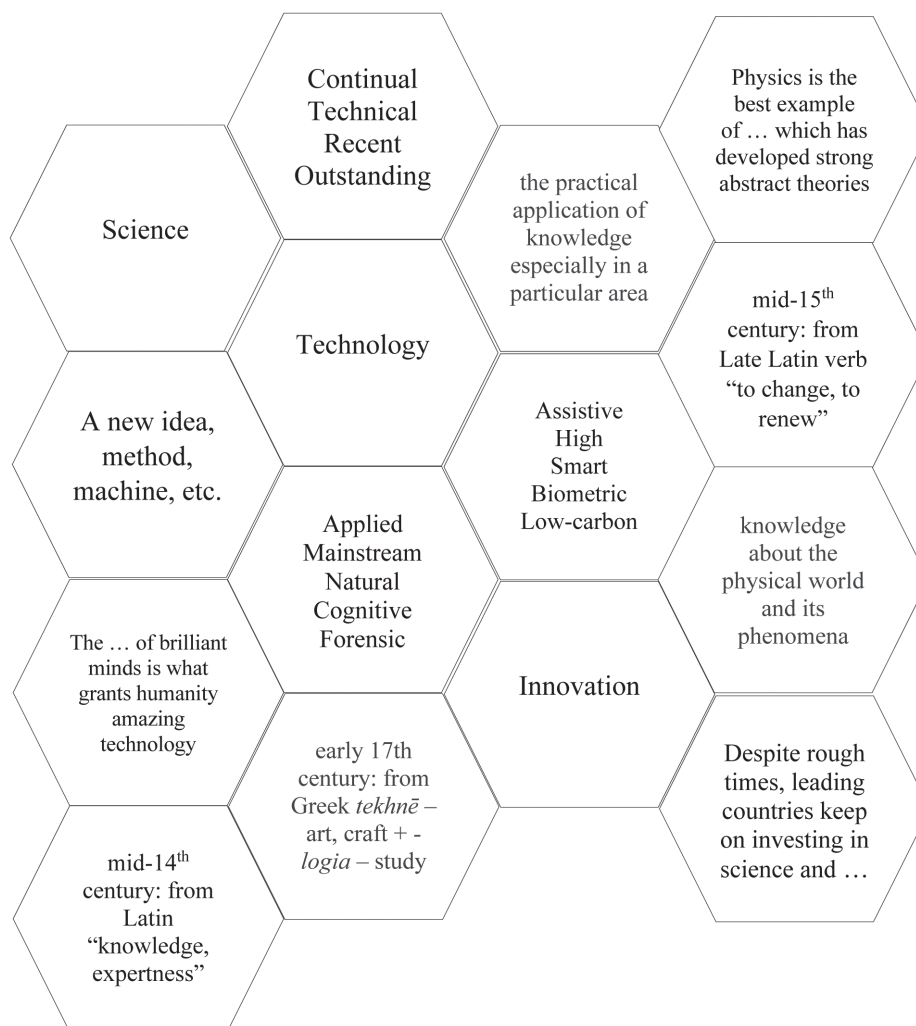 Continual
Technical
Recent
Outstanding
Physics is the
best example
of … which has
developed strong
abstract theories
Science
the practical
application of
knowledge
especially in a
particular area
Technology
mid-15th
century: from
Late Latin verb
“to change, to
renew”
A new idea,
method,
machine, etc.
Assistive
High
Smart
Biometric
Low-carbon
Applied
Mainstream
Natural
Cognitive
Forensic
knowledge
about the
physical world
and its
phenomena
The … of brilliant
minds is what
grants humanity
amazing
technology
Innovation
early 17th
century: from
Greek tekhnē –
art, craft + -
logia – study
Despite rough
times, leading
countries keep
on investing in
science and …
mid-14th
century: from
Latin
“knowledge,
expertness”